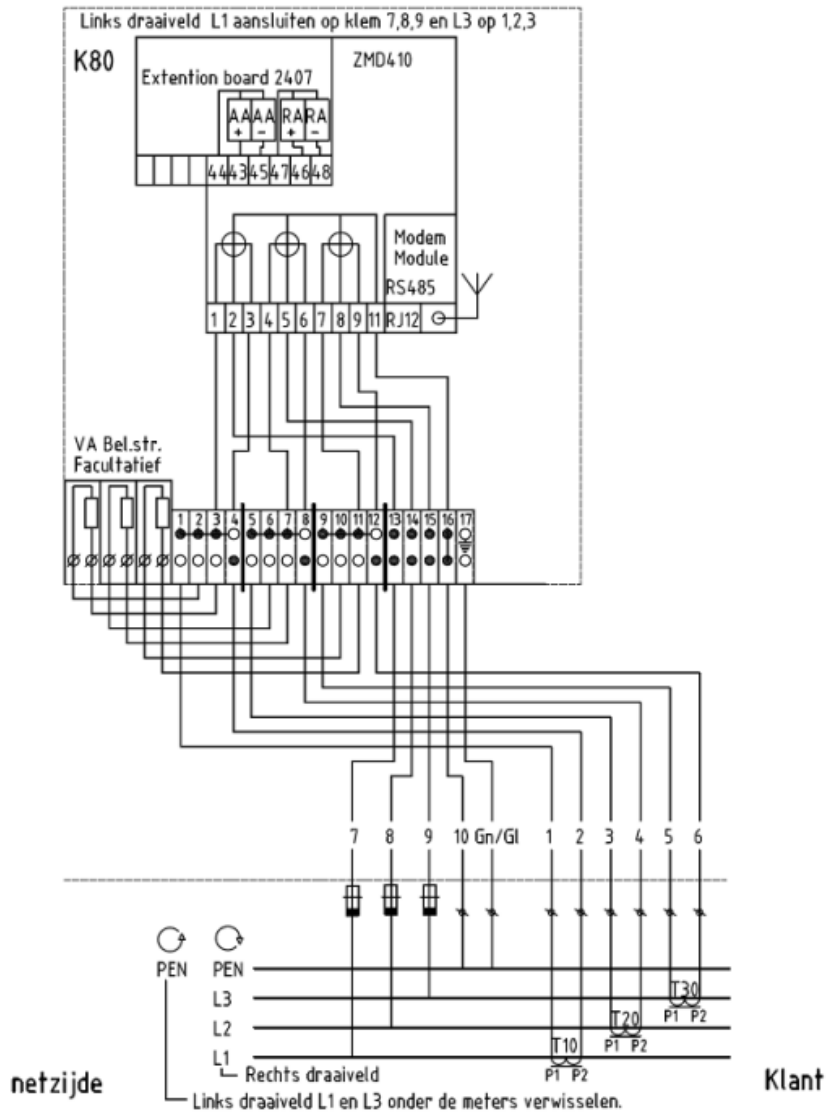 Links draaiveld L1 aansluiten op klem 7,8,9 en L3 op 1,2,3
K80
ZMD410
Extention board 2407
AA AA RA RA
+ - + -
44 43 45 47 46 48
Modem
Module
RS485
1 2 3 4 5 6 7 8 9 11 RJ12
VA Bel.str.
Facultatief
1 2 3 4 5 6 7 8 9 10 11 12 13 14 15 16 17
7 8 9 10 Gn/Gl 1 2 3 4 5 6
PEN PEN
L3 T30
P1 P2
L2 T20
P1 P2
L1 T10
P1 P2
Rechts draaiveld
netzijde
Klant
Links draaiveld L1 en L3 onder de meters verwisselen.